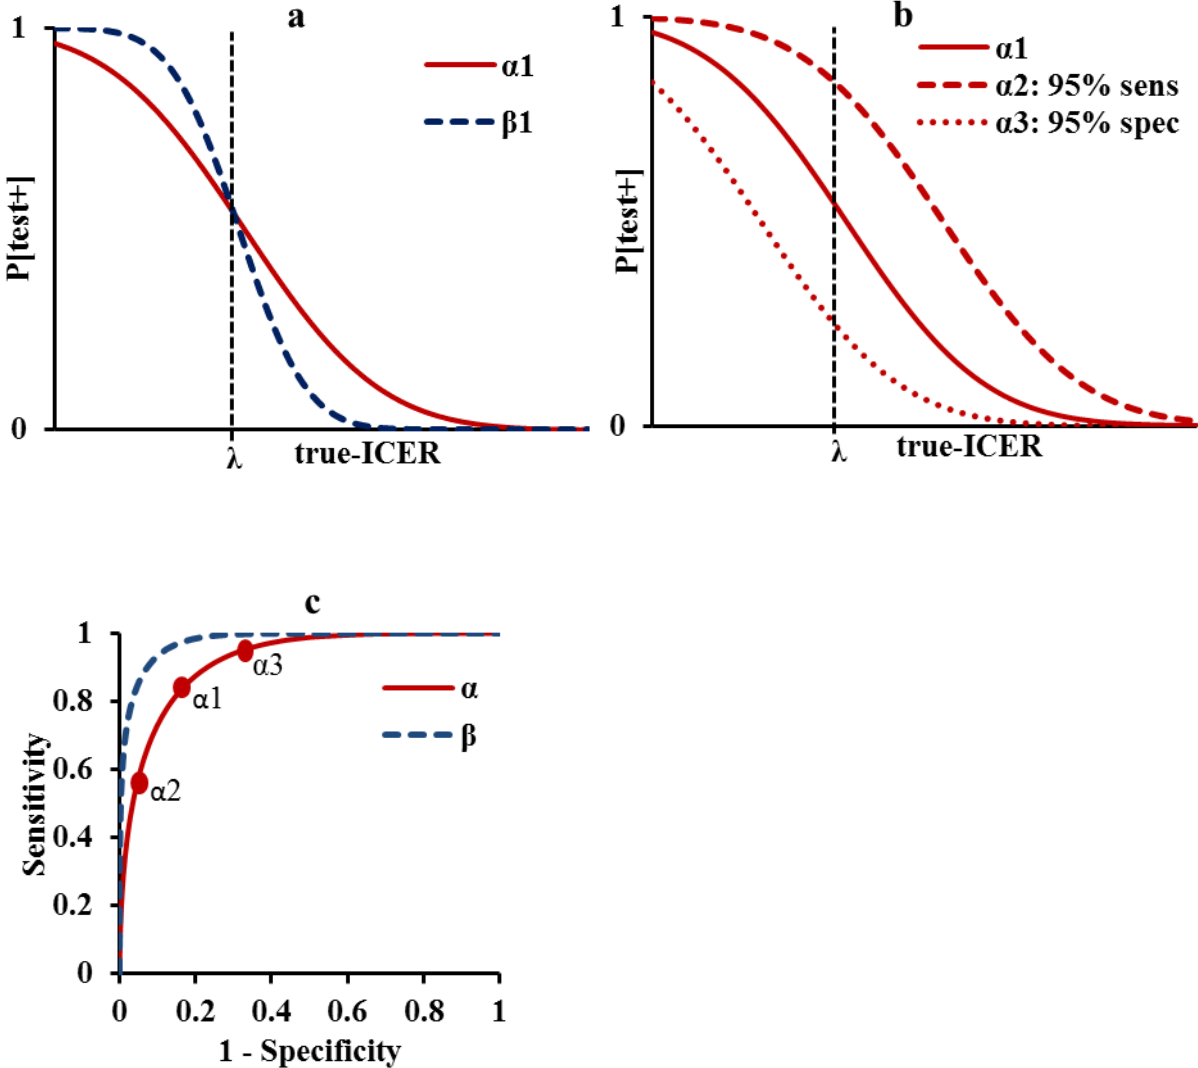 a
1
α1
β1
P[test+]
0
λ
true-ICER
b
1
α1
α2: 95% sens
α3: 95% spec
P[test+]
0
λ
true-ICER
c
1
α3
α1
α
0.8
β
0.6
α2
Sensitivity
0.4
0.2
0
0 0.2 0.4 0.6 0.8 1
1 - Specificity